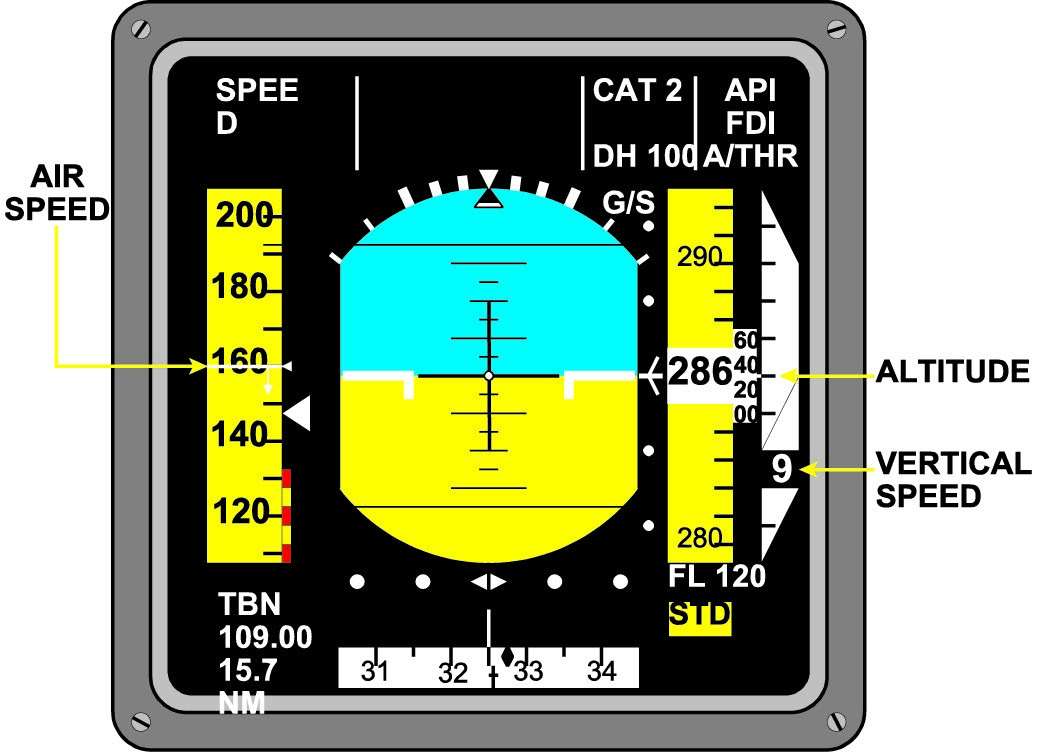 SPEE
D
CAT 2
DH 100
API
FDI
A/THR
AIR
SPEED
G/S
200
180
160
140
120
290
286
280
60
40
20
00
ALTITUDE
9
VERTICAL
SPEED
FL 120
STD
TBN
109.00
15.7
NM
31 32 33 34